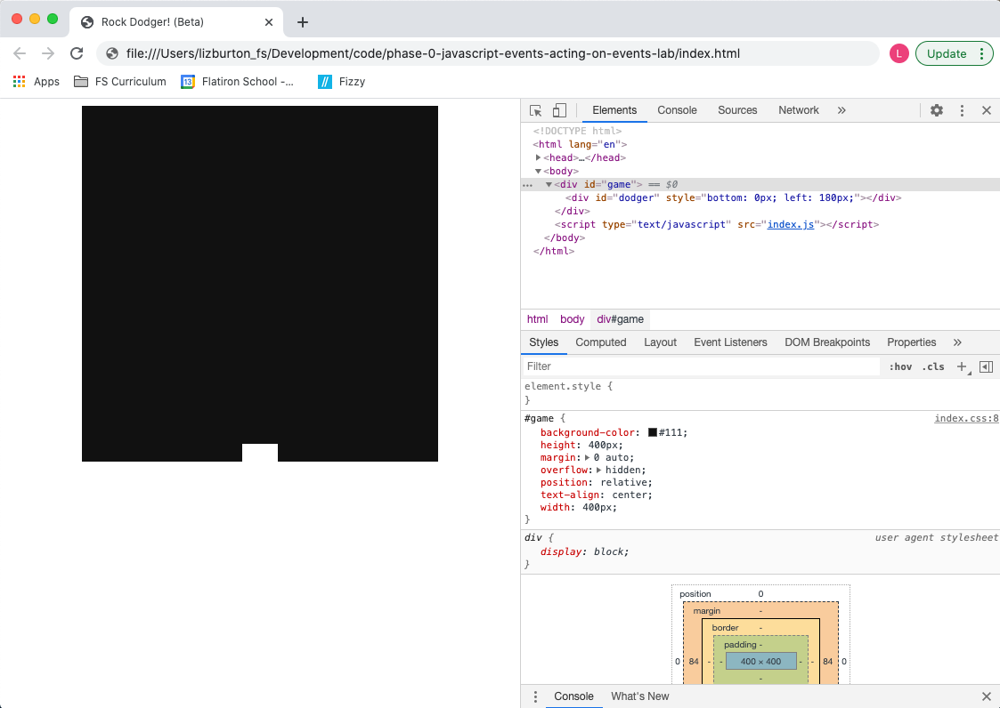 Rock Dodger! (Beta)
file:///Users/lizburton_fs/Development/code/phase-0-javascript-events-acting-on-events-lab/index.html
L
Update
Apps
FS Curriculum
13
Flatiron School -...
//
Fizzy
Elements
Console
Sources
Network
»
<!DOCTYPE html>
<html lang="en">
<head>…</head>
<body>
<div id="game"> == $0
<div id="dodger" style="bottom: 0px; left: 180px;"></div>
</div>
<script type="text/javascript" src="index.js"></script>
</body>
</html>
html body div#game
Styles Computed Layout Event Listeners DOM Breakpoints Properties »
Filter
:hov .cls +
element.style {
}
#game { index.css:8
background-color: #111;
height: 400px;
margin: 0 auto;
overflow: hidden;
position: relative;
text-align: center;
width: 400px;
}
div { user agent stylesheet
display: block;
}
position 0
margin -
border -
padding -
0 84 - - 400 × 400 - - 84 0
-
Console What's New